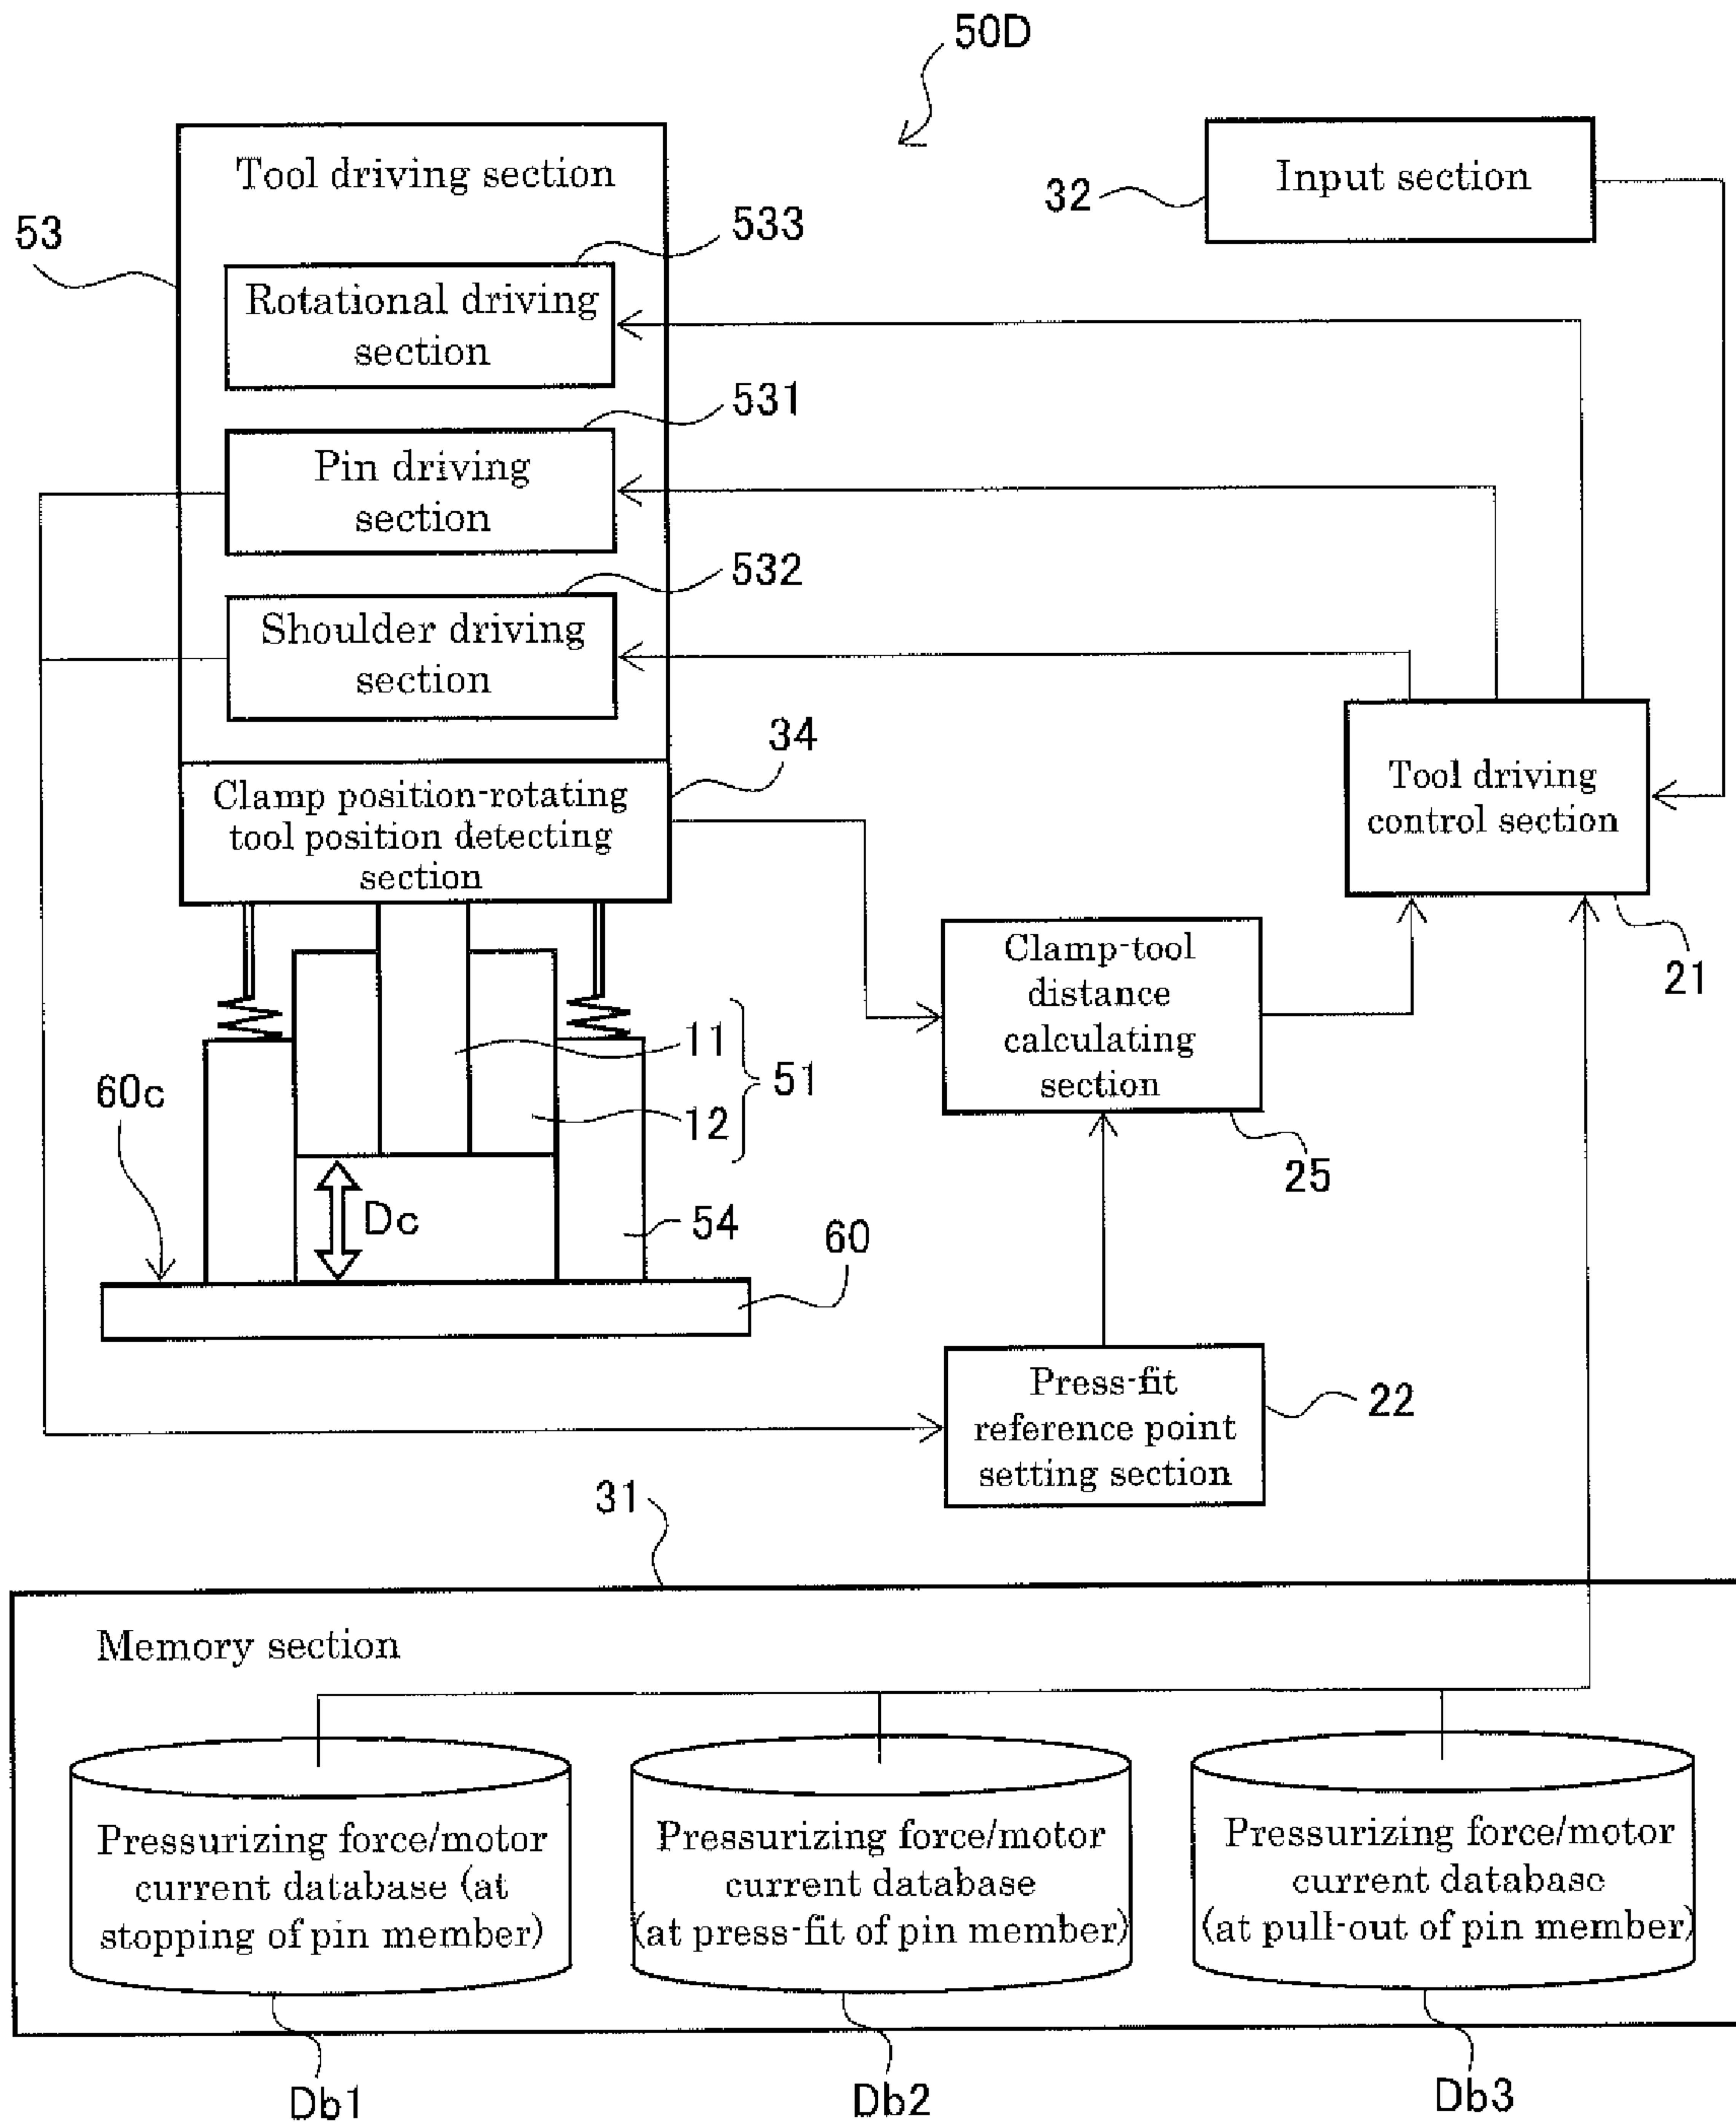 50D
Tool driving section
Input section
32
53
533
Rotational driving
section
531
Pin driving
section
532
Shoulder driving
section
34
Clamp position-rotating
tool position detecting
section
Tool driving
control section
21
Clamp-tool
distance
calculating
section
25
11
12
51
60c
Dc
54
60
Press-fit
reference point
setting section
22
31
Memory section
Pressurizing force/motor
current database (at
stopping of pin member)
Pressurizing force/motor
current database
(at press-fit of pin member)
Pressurizing force/motor
current database
(at pull-out of pin member)
Db1
Db2
Db3